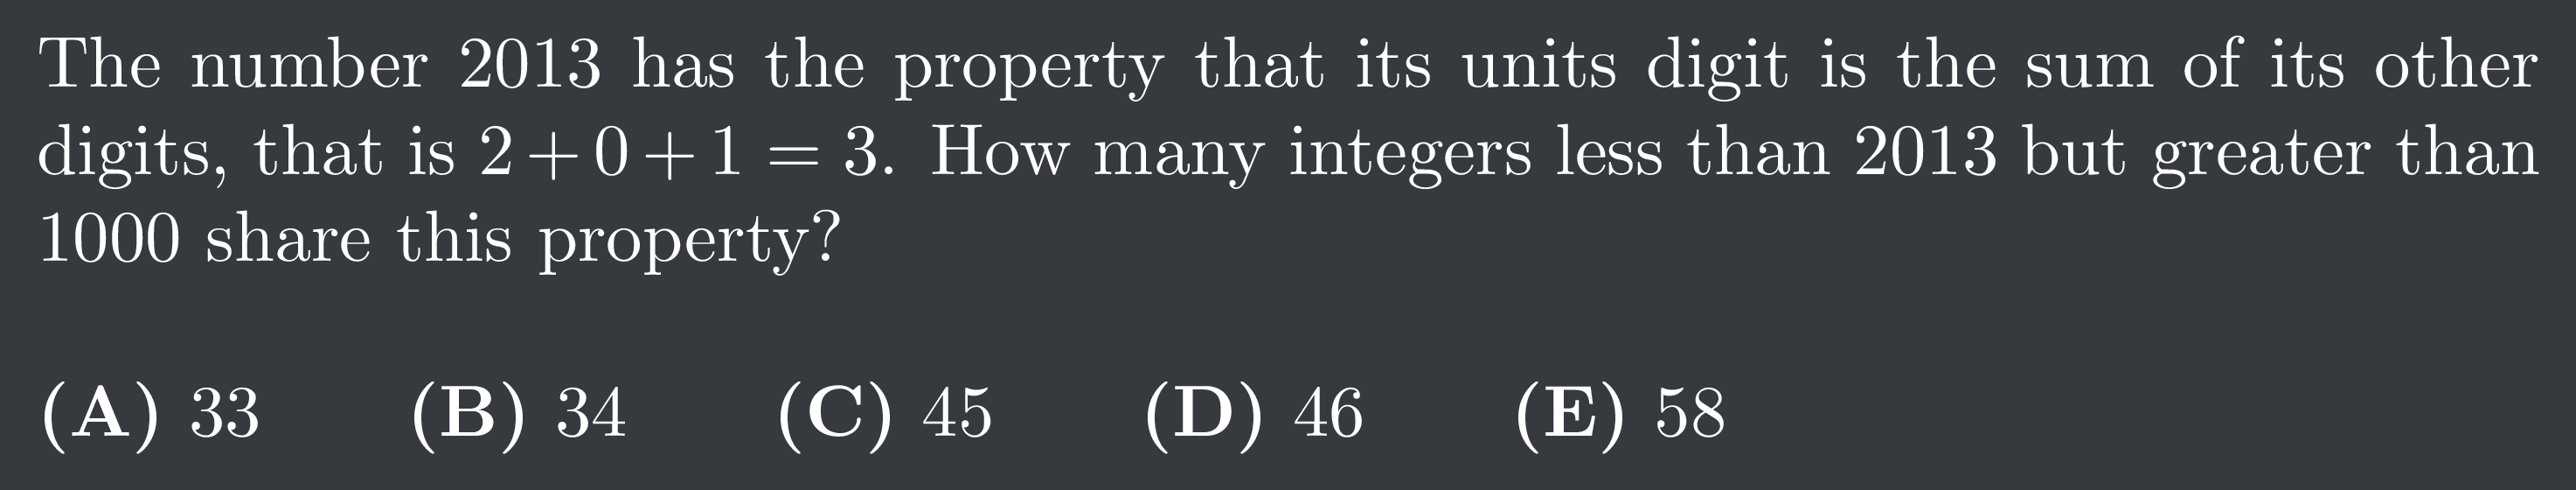 The number 2013 has the property that its units digit is the sum of its other
digits, that is 2 + 0 + 1 = 3. How many integers less than 2013 but greater than
1000 share this property?
(A) 33 (B) 34 (C) 45 (D) 46 (E) 58